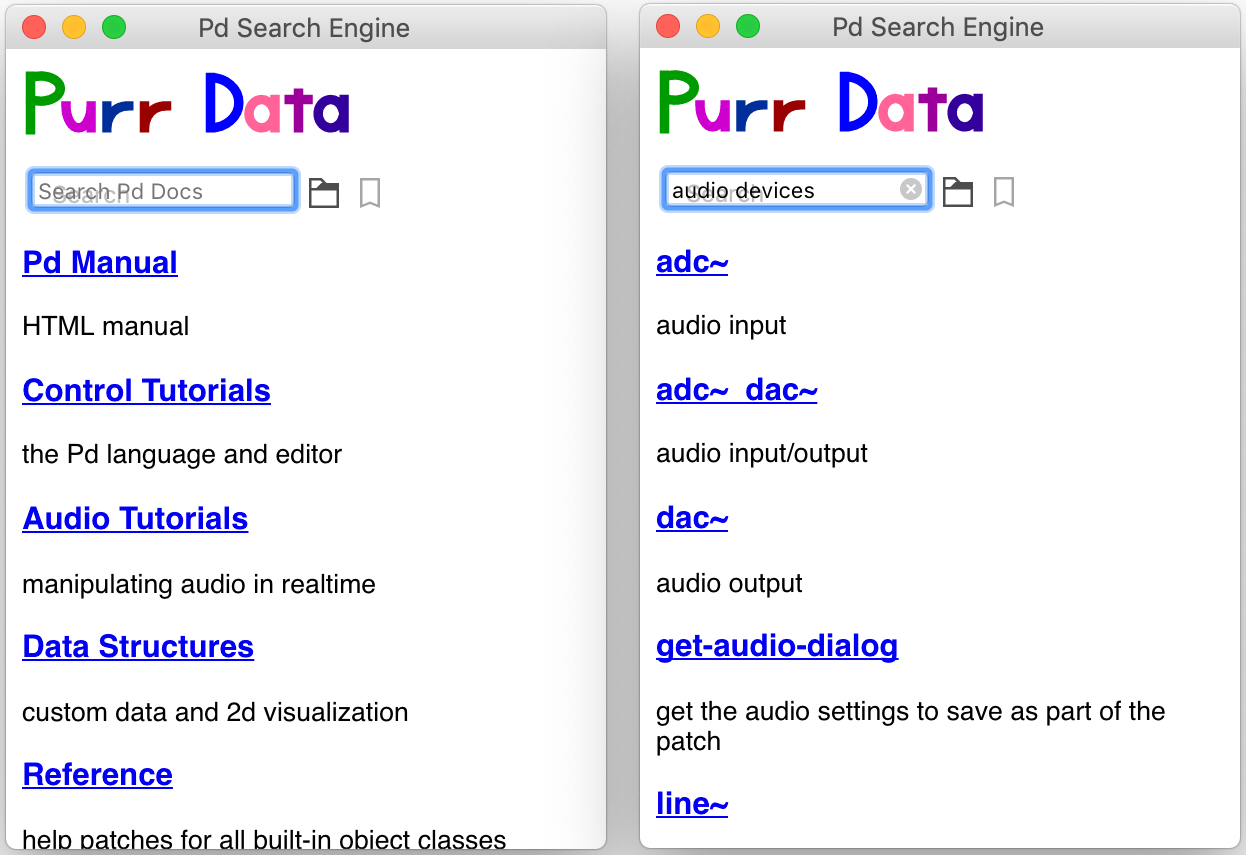 Pd Search Engine
Purr Data
Search Pd Docs
Search
Pd Manual
HTML manual
Control Tutorials
the Pd language and editor
Audio Tutorials
manipulating audio in realtime
Data Structures
custom data and 2d visualization
Reference
help patches for all built-in object classes
Pd Search Engine
Purr Data
audio devices
Search
adc~
audio input
adc~ dac~
audio input/output
dac~
audio output
get-audio-dialog
get the audio settings to save as part of the
patch
line~